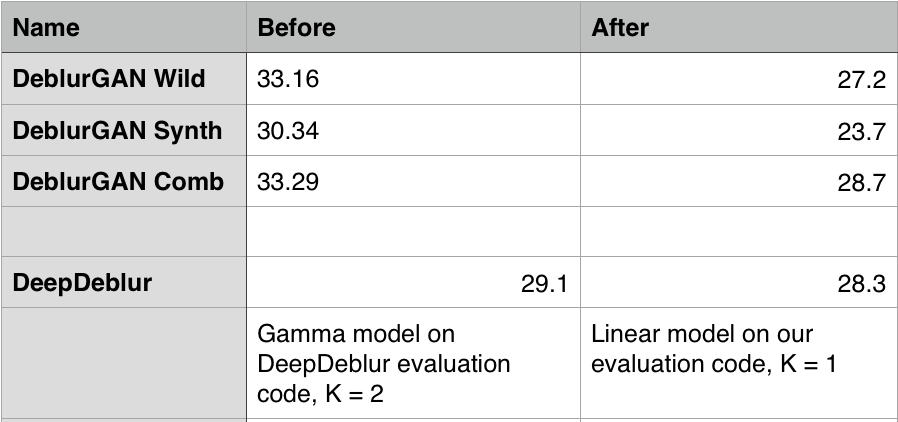 Name Before After
DeblurGAN Wild 33.16 27.2
DeblurGAN Synth 30.34 23.7
DeblurGAN Comb 33.29 28.7
DeepDeblur 29.1 28.3
Gamma model on
DeepDeblur evaluation
code, K = 2
Linear model on our
evaluation code, K = 1